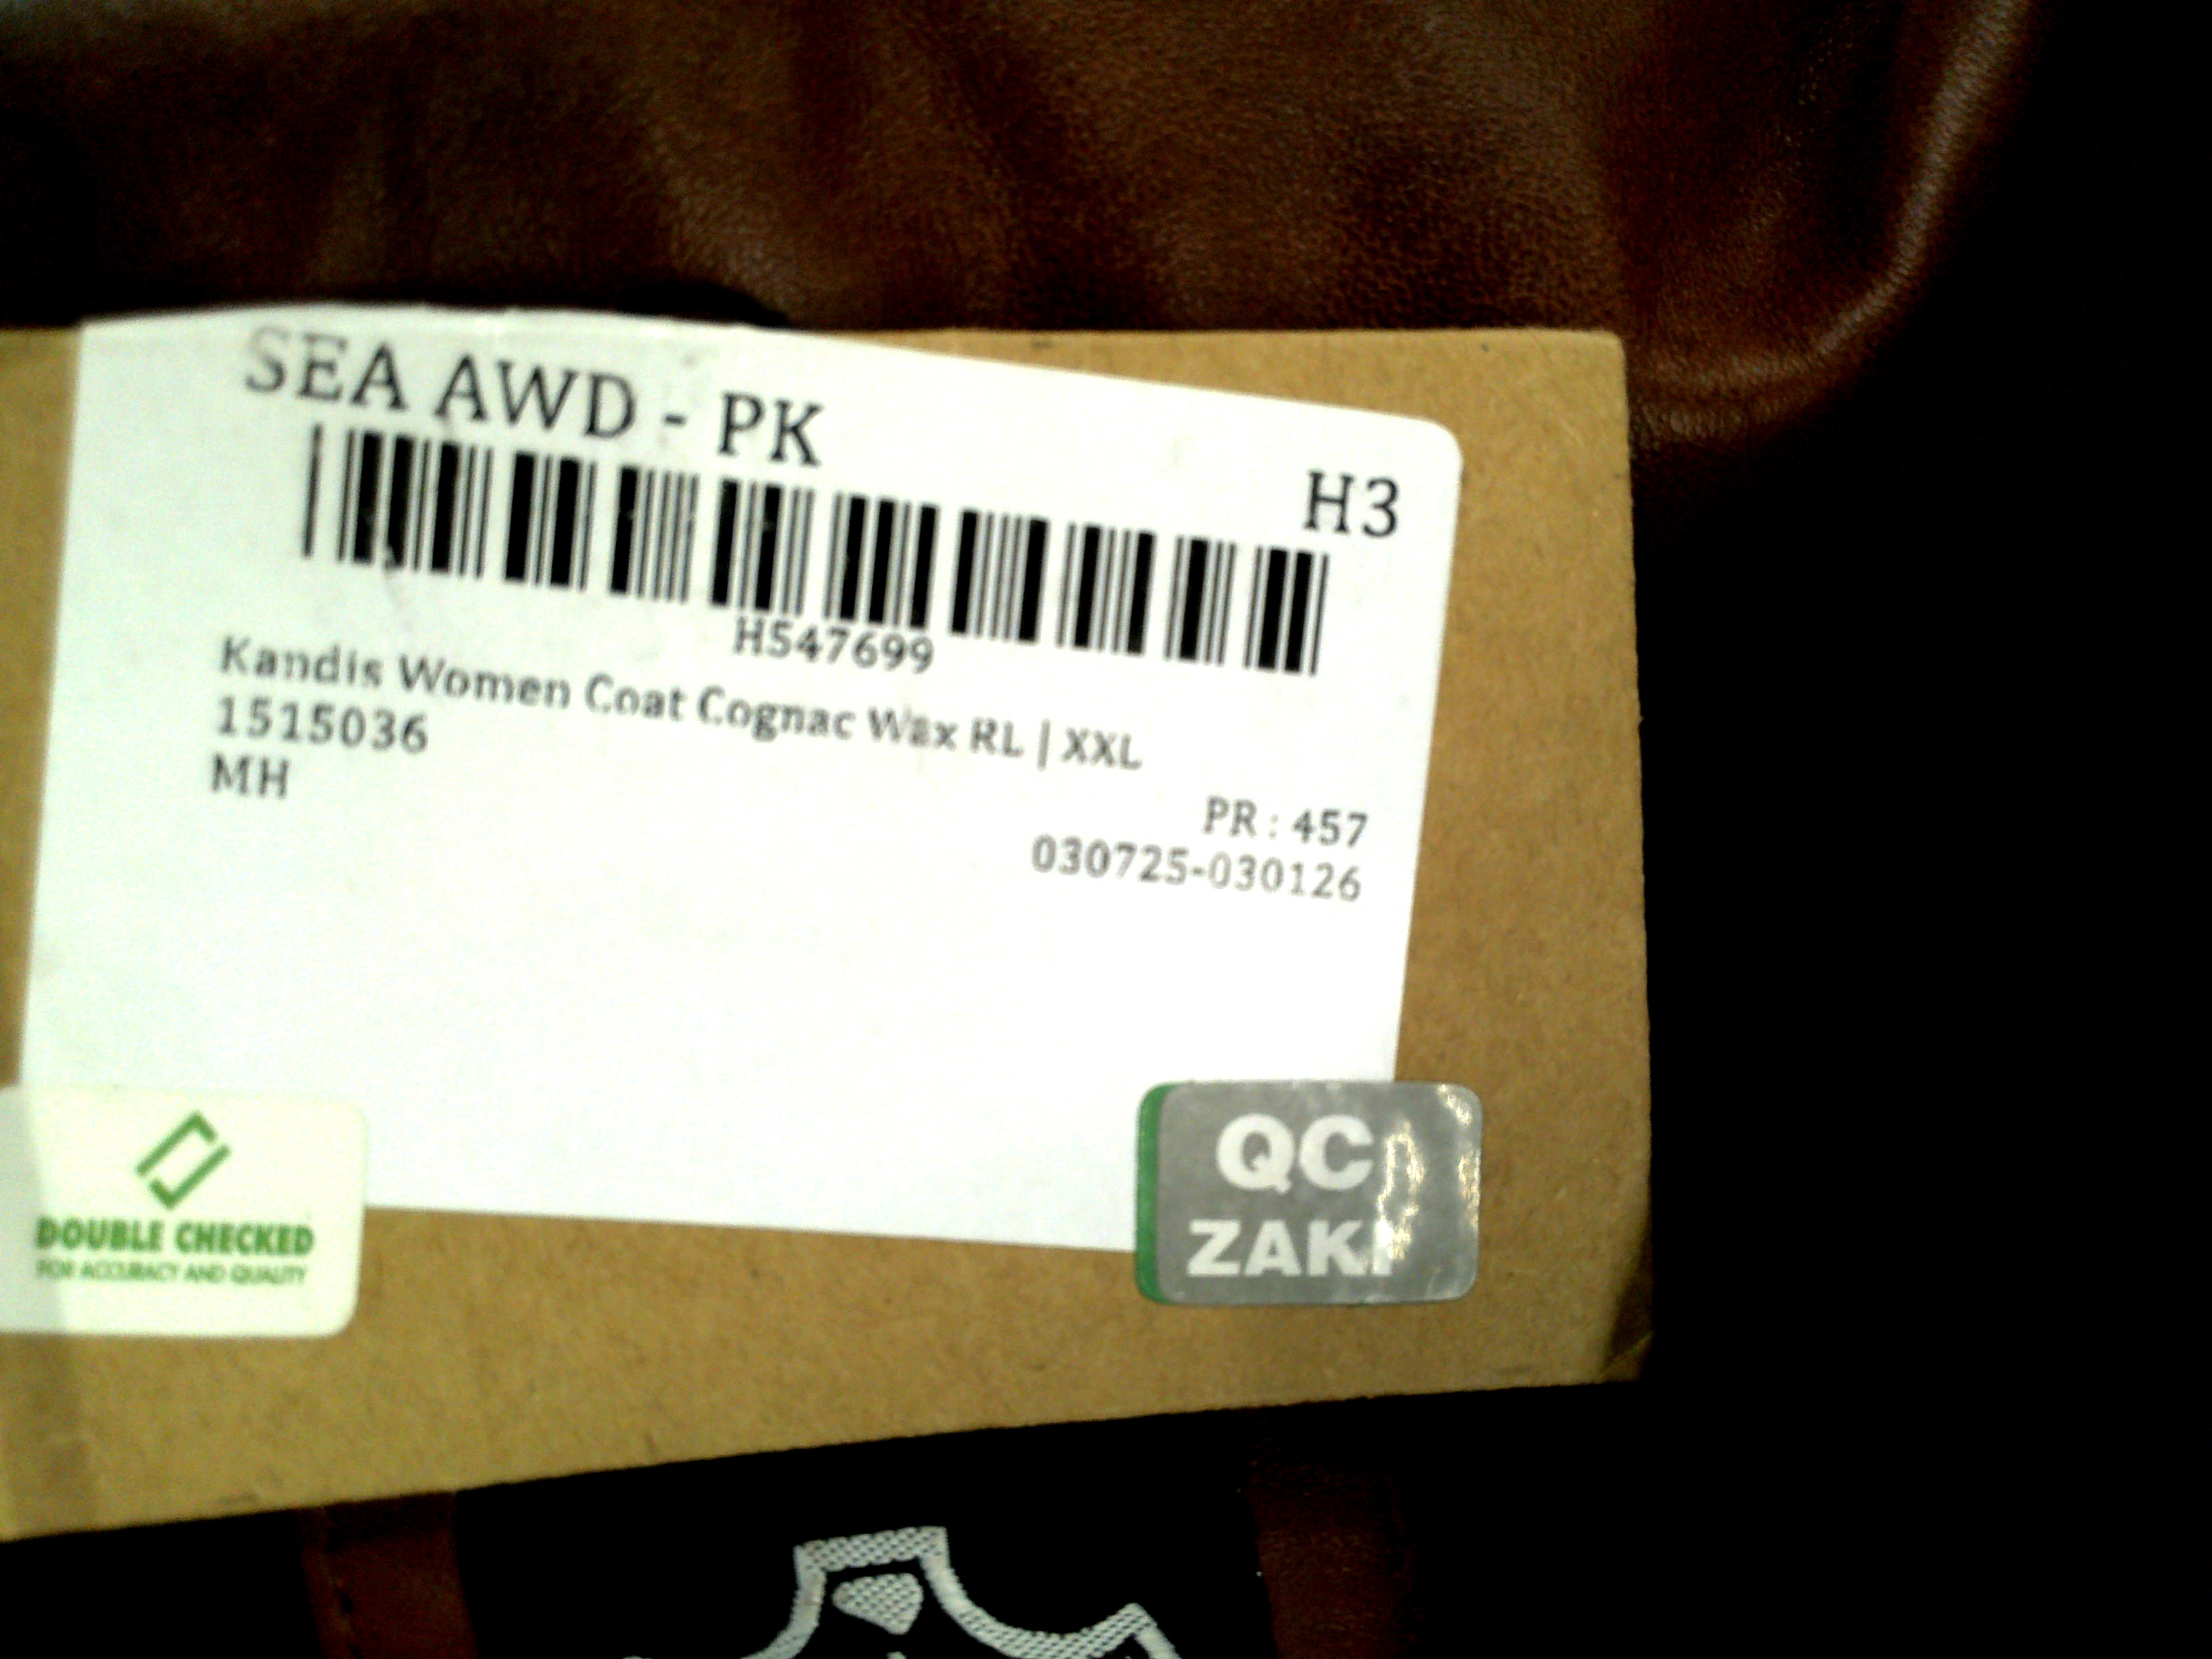 SEA AWD - PK
H3
H547699
Kandis Women Coat Cognac Wax RL | XXL
1515036
MH
PR : 457
030725-030126
DOUBLE CHECKED
FOR ACCURACY AND QUALITY
QC
ZAKI